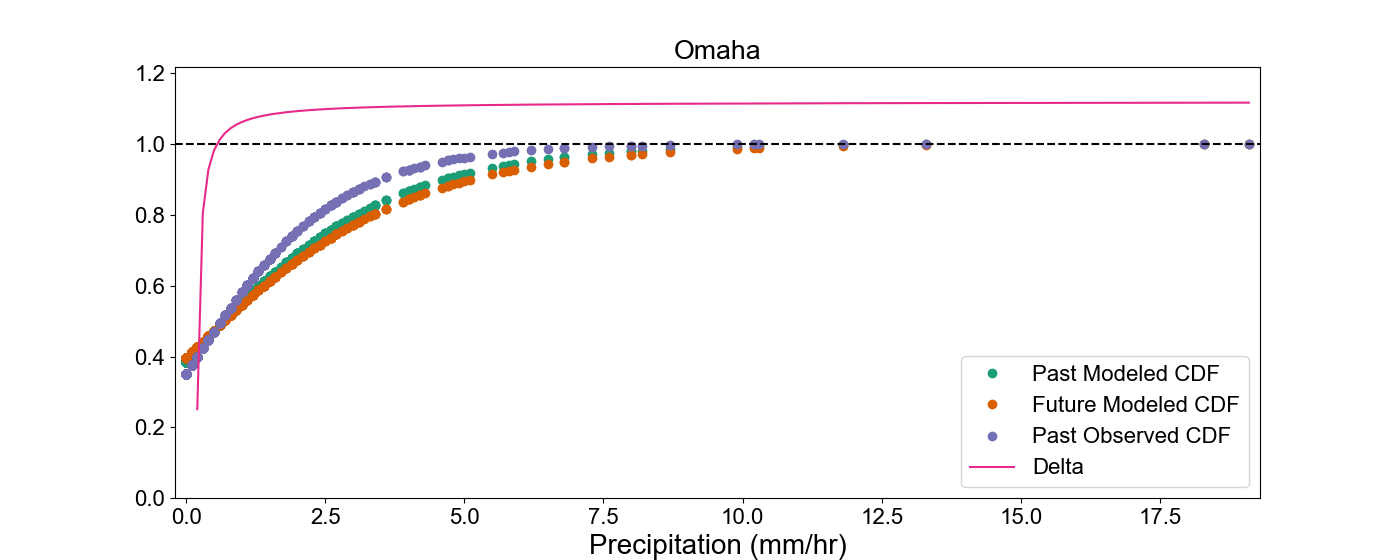 Omaha
1.2
1.0
0.8
0.6
0.4
0.2
0.0
0.0 2.5 5.0 7.5 10.0 12.5 15.0 17.5
Precipitation (mm/hr)
Past Modeled CDF
Future Modeled CDF
Past Observed CDF
Delta